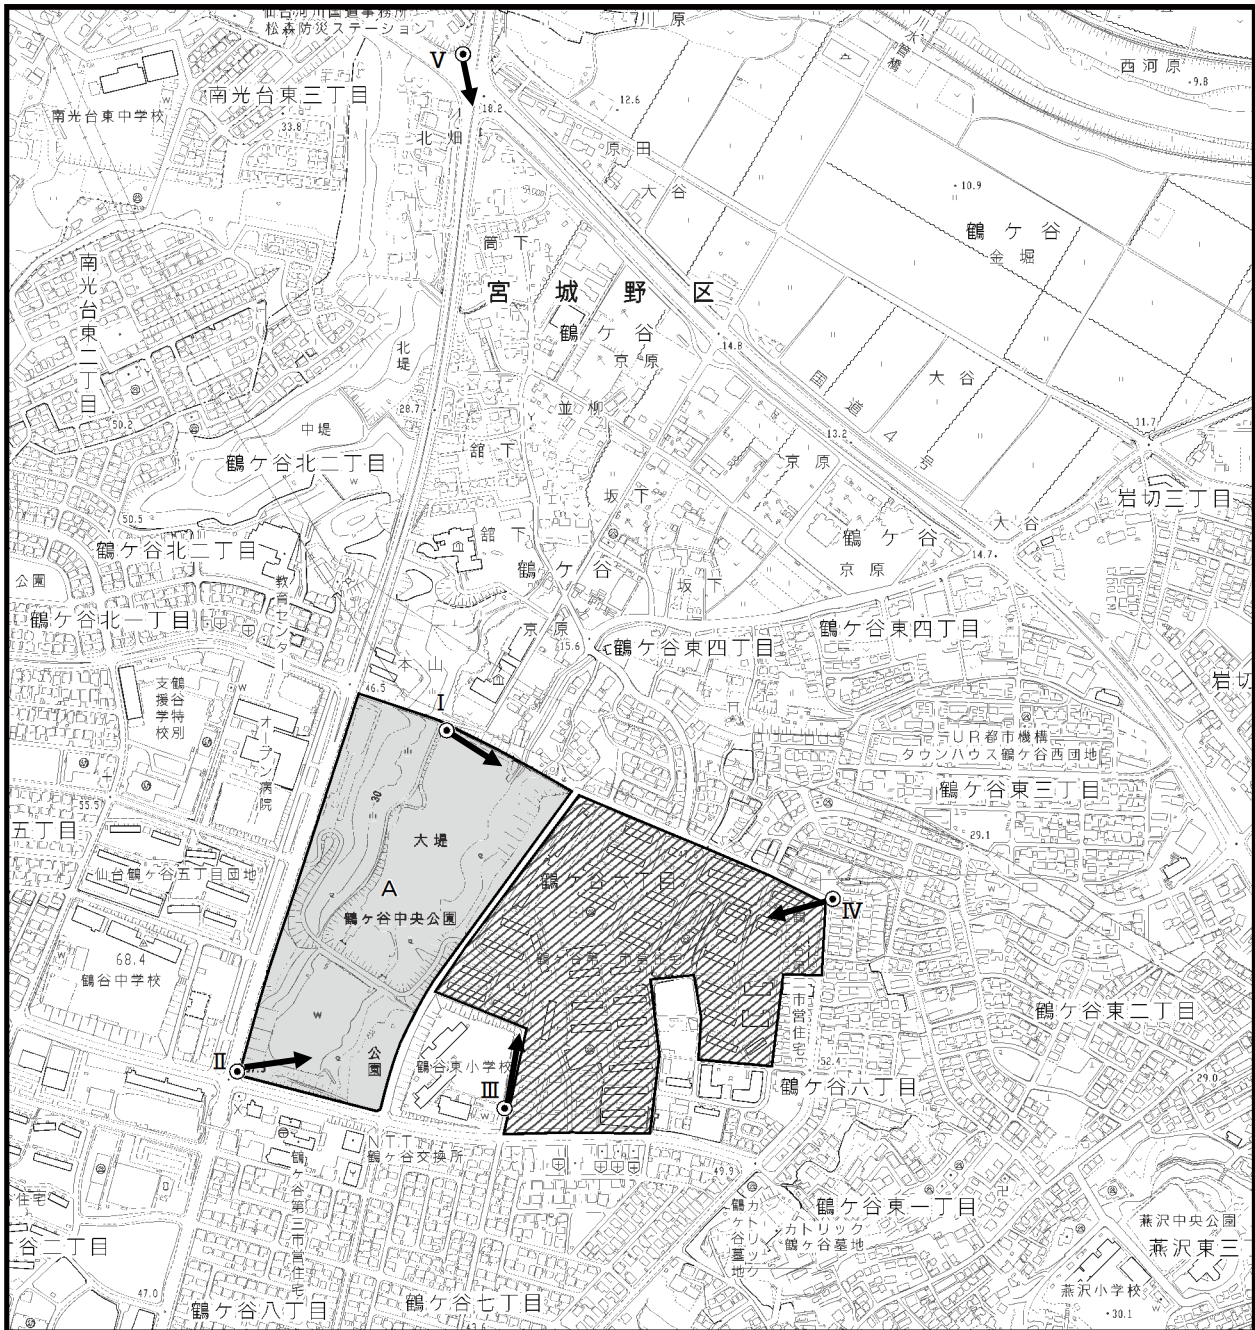 仙台河川国道事務所
松森防災ステーション
川原
V
大
西河原
9.8
南光台東三丁目
18.2
12.6
南光台東中学校
33.8
北畑
原田
大谷
10.9
鶴ケ谷
金堀
筒下
南光台東二丁目
宮城野区
鶴ケ谷
14.8
京原
北堤
国道4号
大谷
並柳
28.7
50.2
中堤
13.2
11.7
舘下
鶴ケ谷北二丁目
京原
坂下
岩切三丁目
50.5
大谷
舘下
鶴ケ谷
鶴ケ谷北二丁目
14.7
鶴ケ谷
京原
公園
教育センター
坂下
鶴ケ谷北一丁目
京原
鶴ケ谷東四丁目
15.6
鶴ケ谷東四丁目
本山
岩切
支援学校
鶴谷特別
46.5
I
オープン病院
UR都市機構
タウンハウス鶴ケ谷西団地
鶴ケ谷東三丁目
55.5
30
五丁目
29.1
大堤
仙台鶴ケ谷五丁目団地
鶴ケ谷六丁目
A
鶴ヶ谷中央公園
IV
68.4
鶴ケ谷第二市営住宅
鶴谷中学校
市営住宅
鶴ケ谷東二丁目
公園
II
52.4
鶴谷東小学校
鶴ケ谷六丁目
29.0
III
NTT
鶴ケ谷交換所
49.9
鶴ケ谷第三市営住宅
住宅
鶴ケ谷東一丁目
燕沢中央公園
カトリック
鶴ケ谷墓地
燕沢東三
谷二丁目
燕沢小学校
47.0
鶴ケ谷七丁目
鶴ケ谷八丁目
30.1
43.6